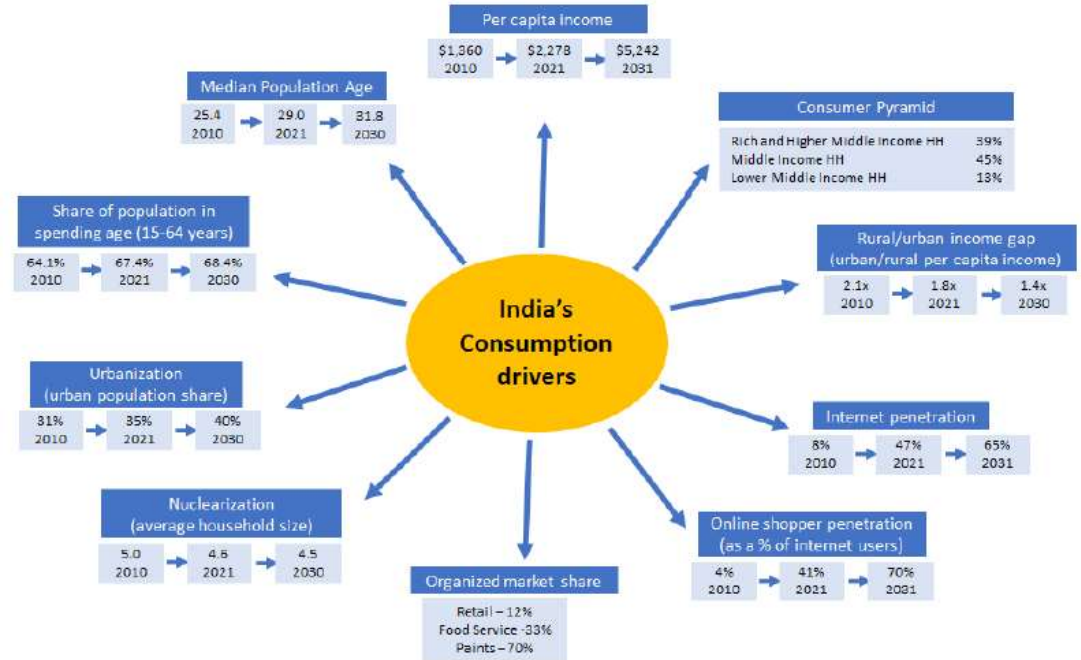 Per capita income
$1,360 $2,278 $5,242
2010 2021 2031
Median Population Age
25.4 29.0 31.8
2010 2021 2030
Consumer Pyramid
Rich and Higher Middle Income HH 39%
Middle Income HH 45%
Lower Middle Income HH 13%
Share of population in
spending age (15-64 years)
64.1% 67.4% 68.4%
2010 2021 2030
Rural/urban income gap
(urban/rural per capita income)
2.1x 1.8x 1.4x
2010 2021 2030
India's
Consumption
drivers
Urbanization
(urban population share)
31% 35% 40%
2010 2021 2030
Internet penetration
8% 47% 65%
2010 2021 2031
Nuclearization
(average household size)
5.0 4.6 4.5
2010 2021 2030
Online shopper penetration
(as a % of internet users)
4% 41% 70%
2010 2021 2031
Organized market share
Retail – 12%
Food Service -33%
Paints – 70%